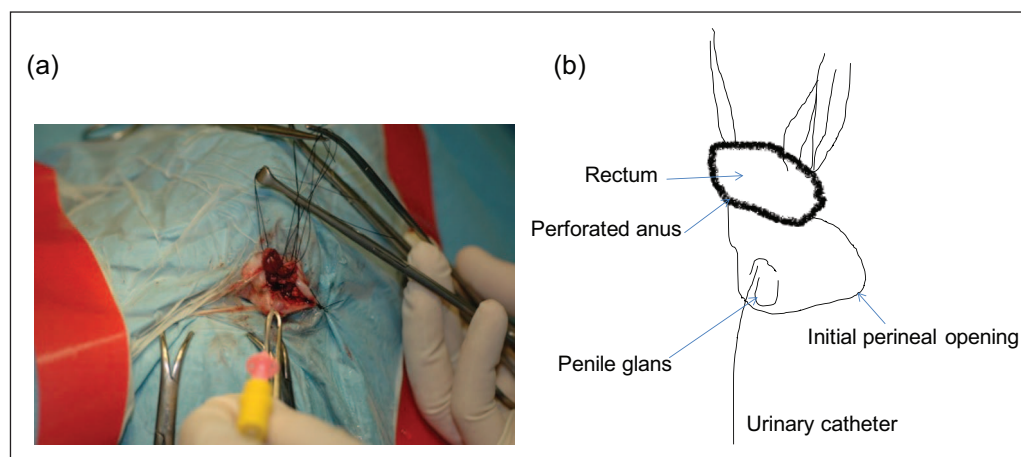 (a)
(b)
Rectum
Perforated anus
Penile glans
Initial perineal opening
Urinary catheter